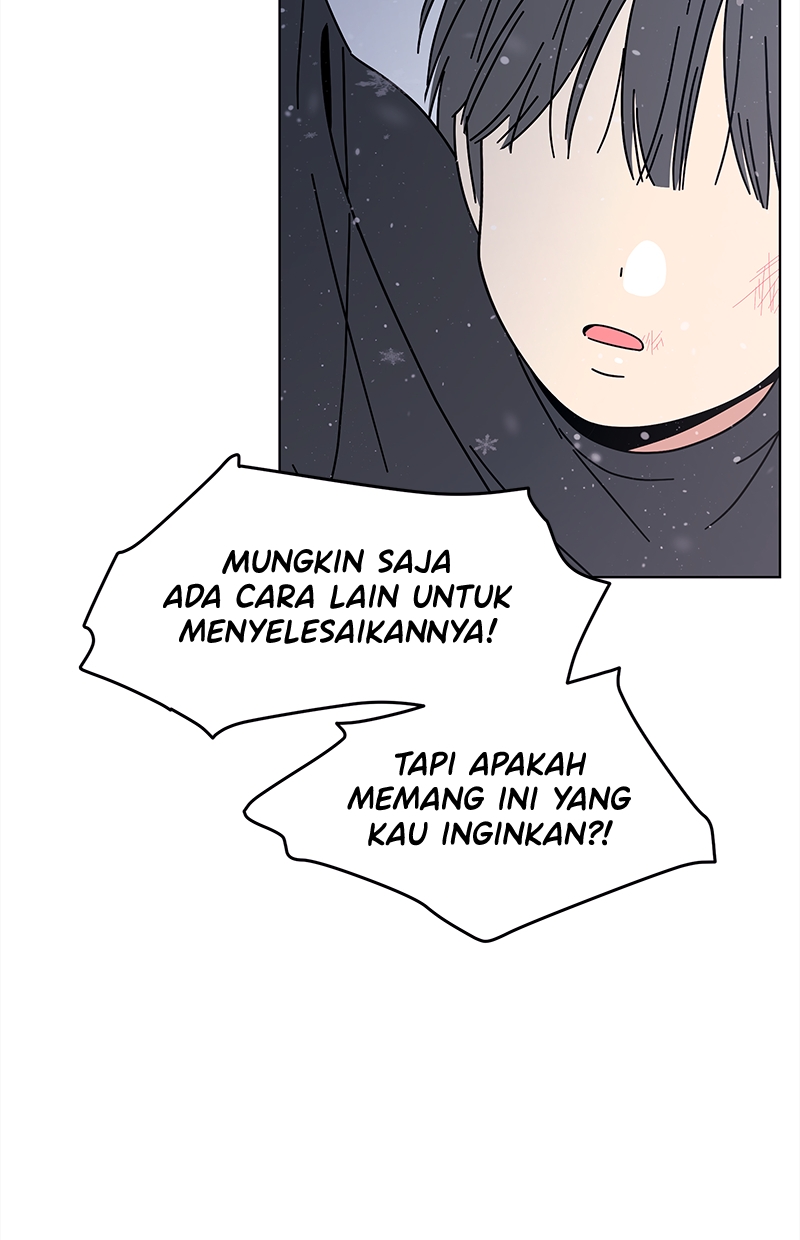 MUNGKIN SAJA
ADA CARA LAIN UNTUK
MENYELESAIKANNYA!
TAPI APAKAH
MEMANG INI YANG
KAU INGINKAN?!